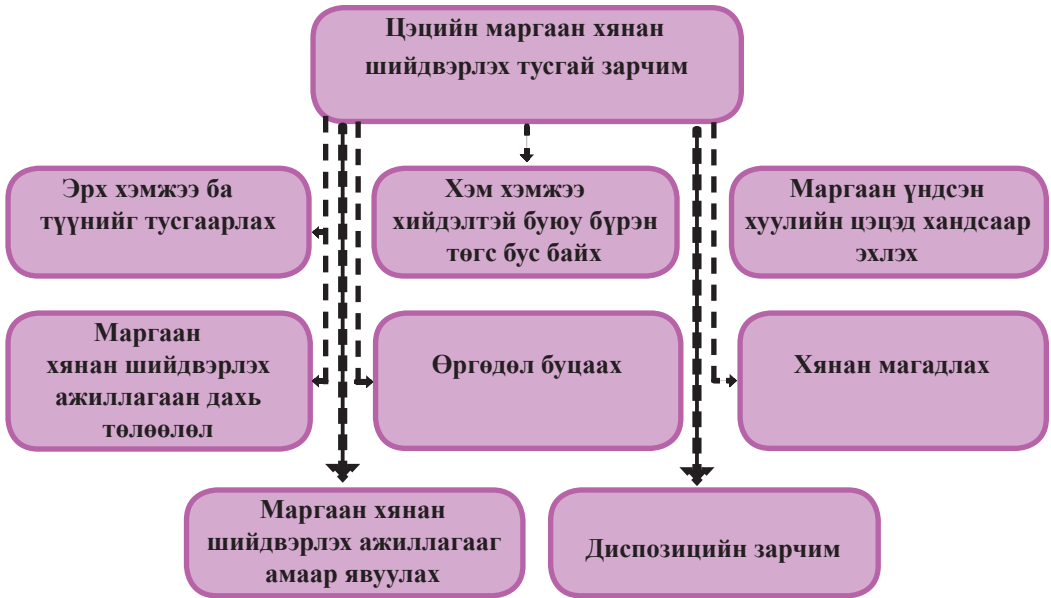 Цэцийн маргаан хянан
шийдвэрлэх тусгай зарчим
Эрх хэмжээ ба
түүнийг тусгаарлах
Хэм хэмжээ
хийдэлтэй буюу бүрэн
төгс бус байх
Маргаан үндсэн
хуулийн цэцэд хандсаар
эхлэх
Маргаан
хянан шийдвэрлэх
ажиллагаан дахь
төлөөлөл
Өргөдөл буцаах
Хянан магадлах
Маргаан хянан
шийдвэрлэх ажиллагааг
амаар явуулах
Диспозицийн зарчим